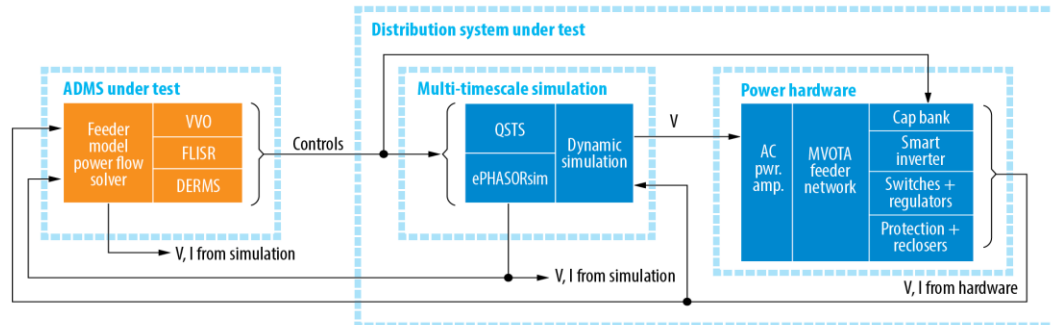 Distribution system under test
ADMS under test
Feeder
model
power flow
solver
VVO
FLISR
DERMS
Controls
V, I from simulation
Multi-timescale simulation
QSTS
ePHASORsim
Dynamic
simulation
V
V, I from simulation
Power hardware
AC
pwr.
amp.
MVOTA
feeder
network
Cap bank
Smart
inverter
Switches +
regulators
Protection +
reclosers
V, I from hardware